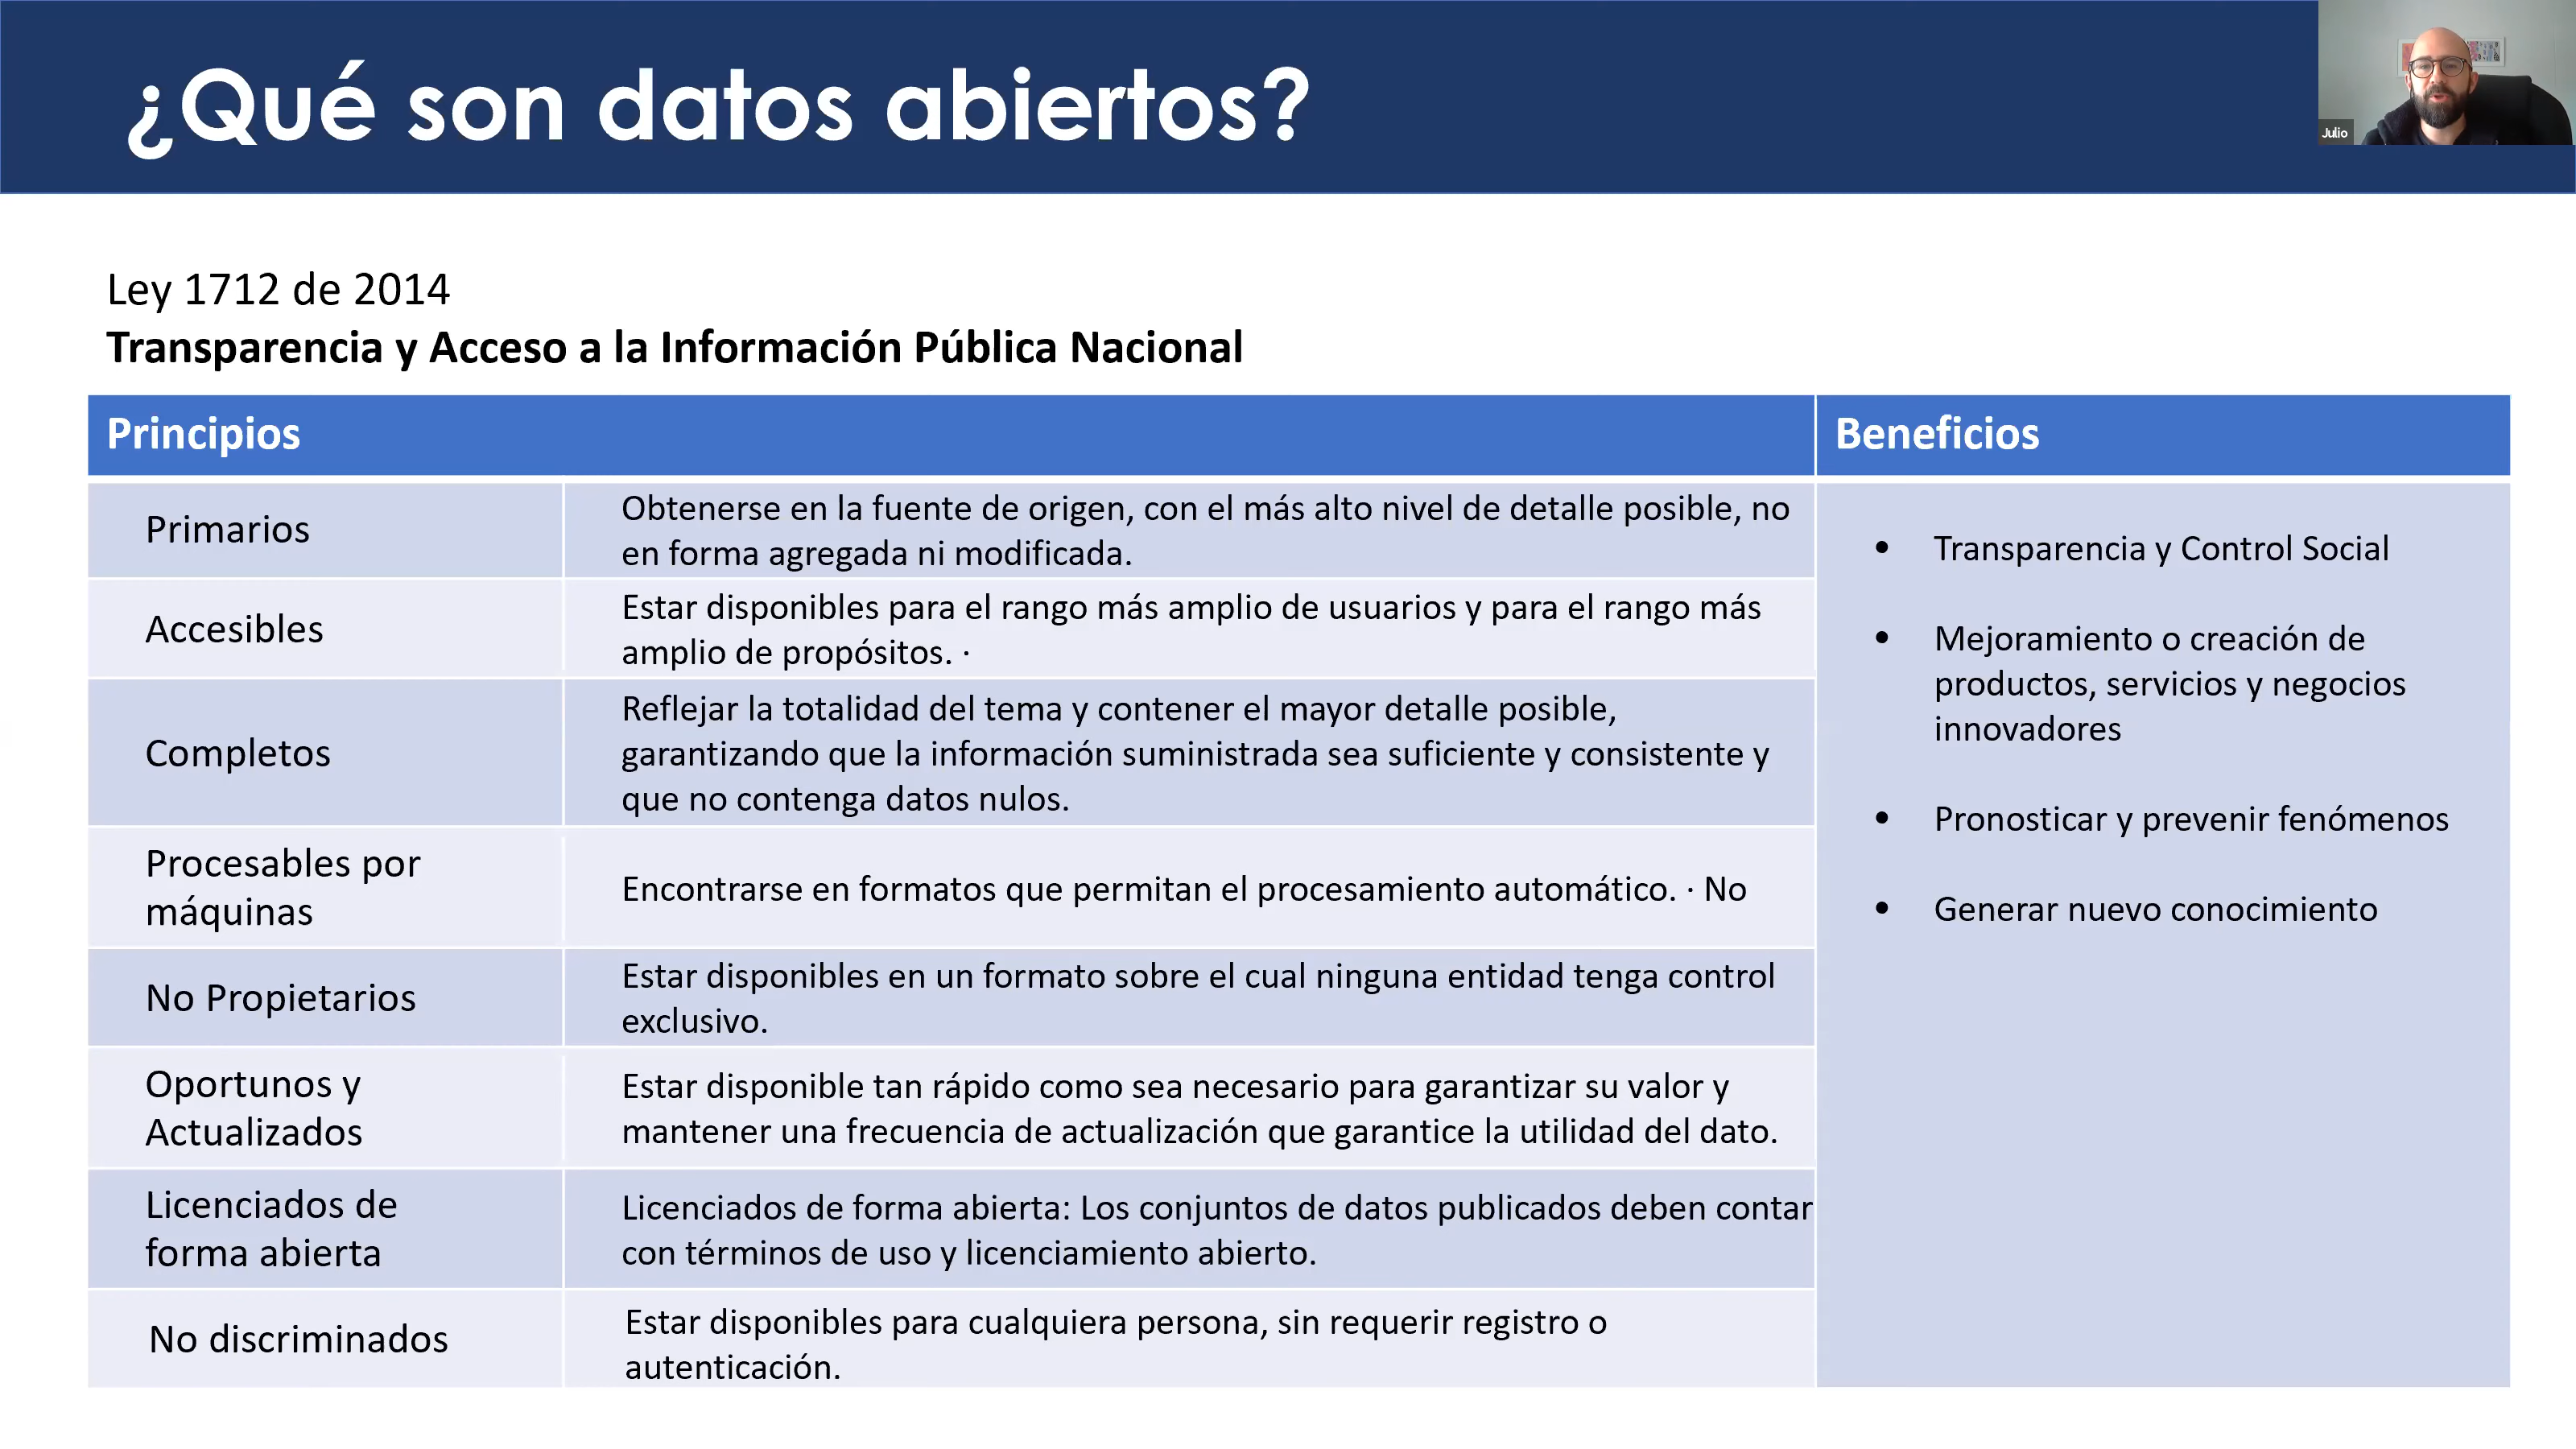 ¿Qué son datos abiertos?
Julio
Ley 1712 de 2014
Transparencia y Acceso a la Información Pública Nacional
Principios
Beneficios
Primarios
Obtenerse en la fuente de origen, con el más alto nivel de detalle posible, no
en forma agregada ni modificada.
Accesibles
Estar disponibles para el rango más amplio de usuarios y para el rango más
amplio de propósitos. ·
Completos
Reflejar la totalidad del tema y contener el mayor detalle posible,
garantizando que la información suministrada sea suficiente y consistente y
que no contenga datos nulos.
Procesables por
máquinas
Encontrarse en formatos que permitan el procesamiento automático. · No
No Propietarios
Estar disponibles en un formato sobre el cual ninguna entidad tenga control
exclusivo.
Oportunos y
Actualizados
Estar disponible tan rápido como sea necesario para garantizar su valor y
mantener una frecuencia de actualización que garantice la utilidad del dato.
Licenciados de
forma abierta
Licenciados de forma abierta: Los conjuntos de datos publicados deben contar
con términos de uso y licenciamiento abierto.
No discriminados
Estar disponibles para cualquiera persona, sin requerir registro o
autenticación.
• Transparencia y Control Social
• Mejoramiento o creación de
productos, servicios y negocios
innovadores
• Pronosticar y prevenir fenómenos
• Generar nuevo conocimiento